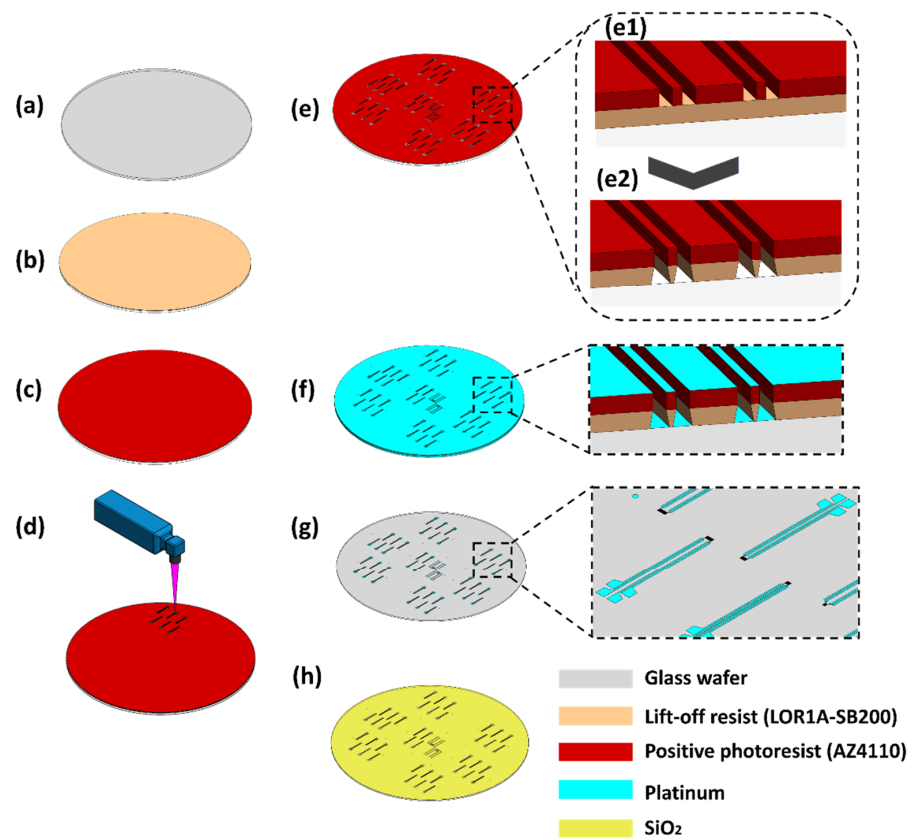 (a)
(b)
(c)
(d)
(e)
(e1)
(e2)
(f)
(g)
(h)
Glass wafer
Lift-off resist (LOR1A-SB200)
Positive photoresist (AZ4110)
Platinum
SiO₂